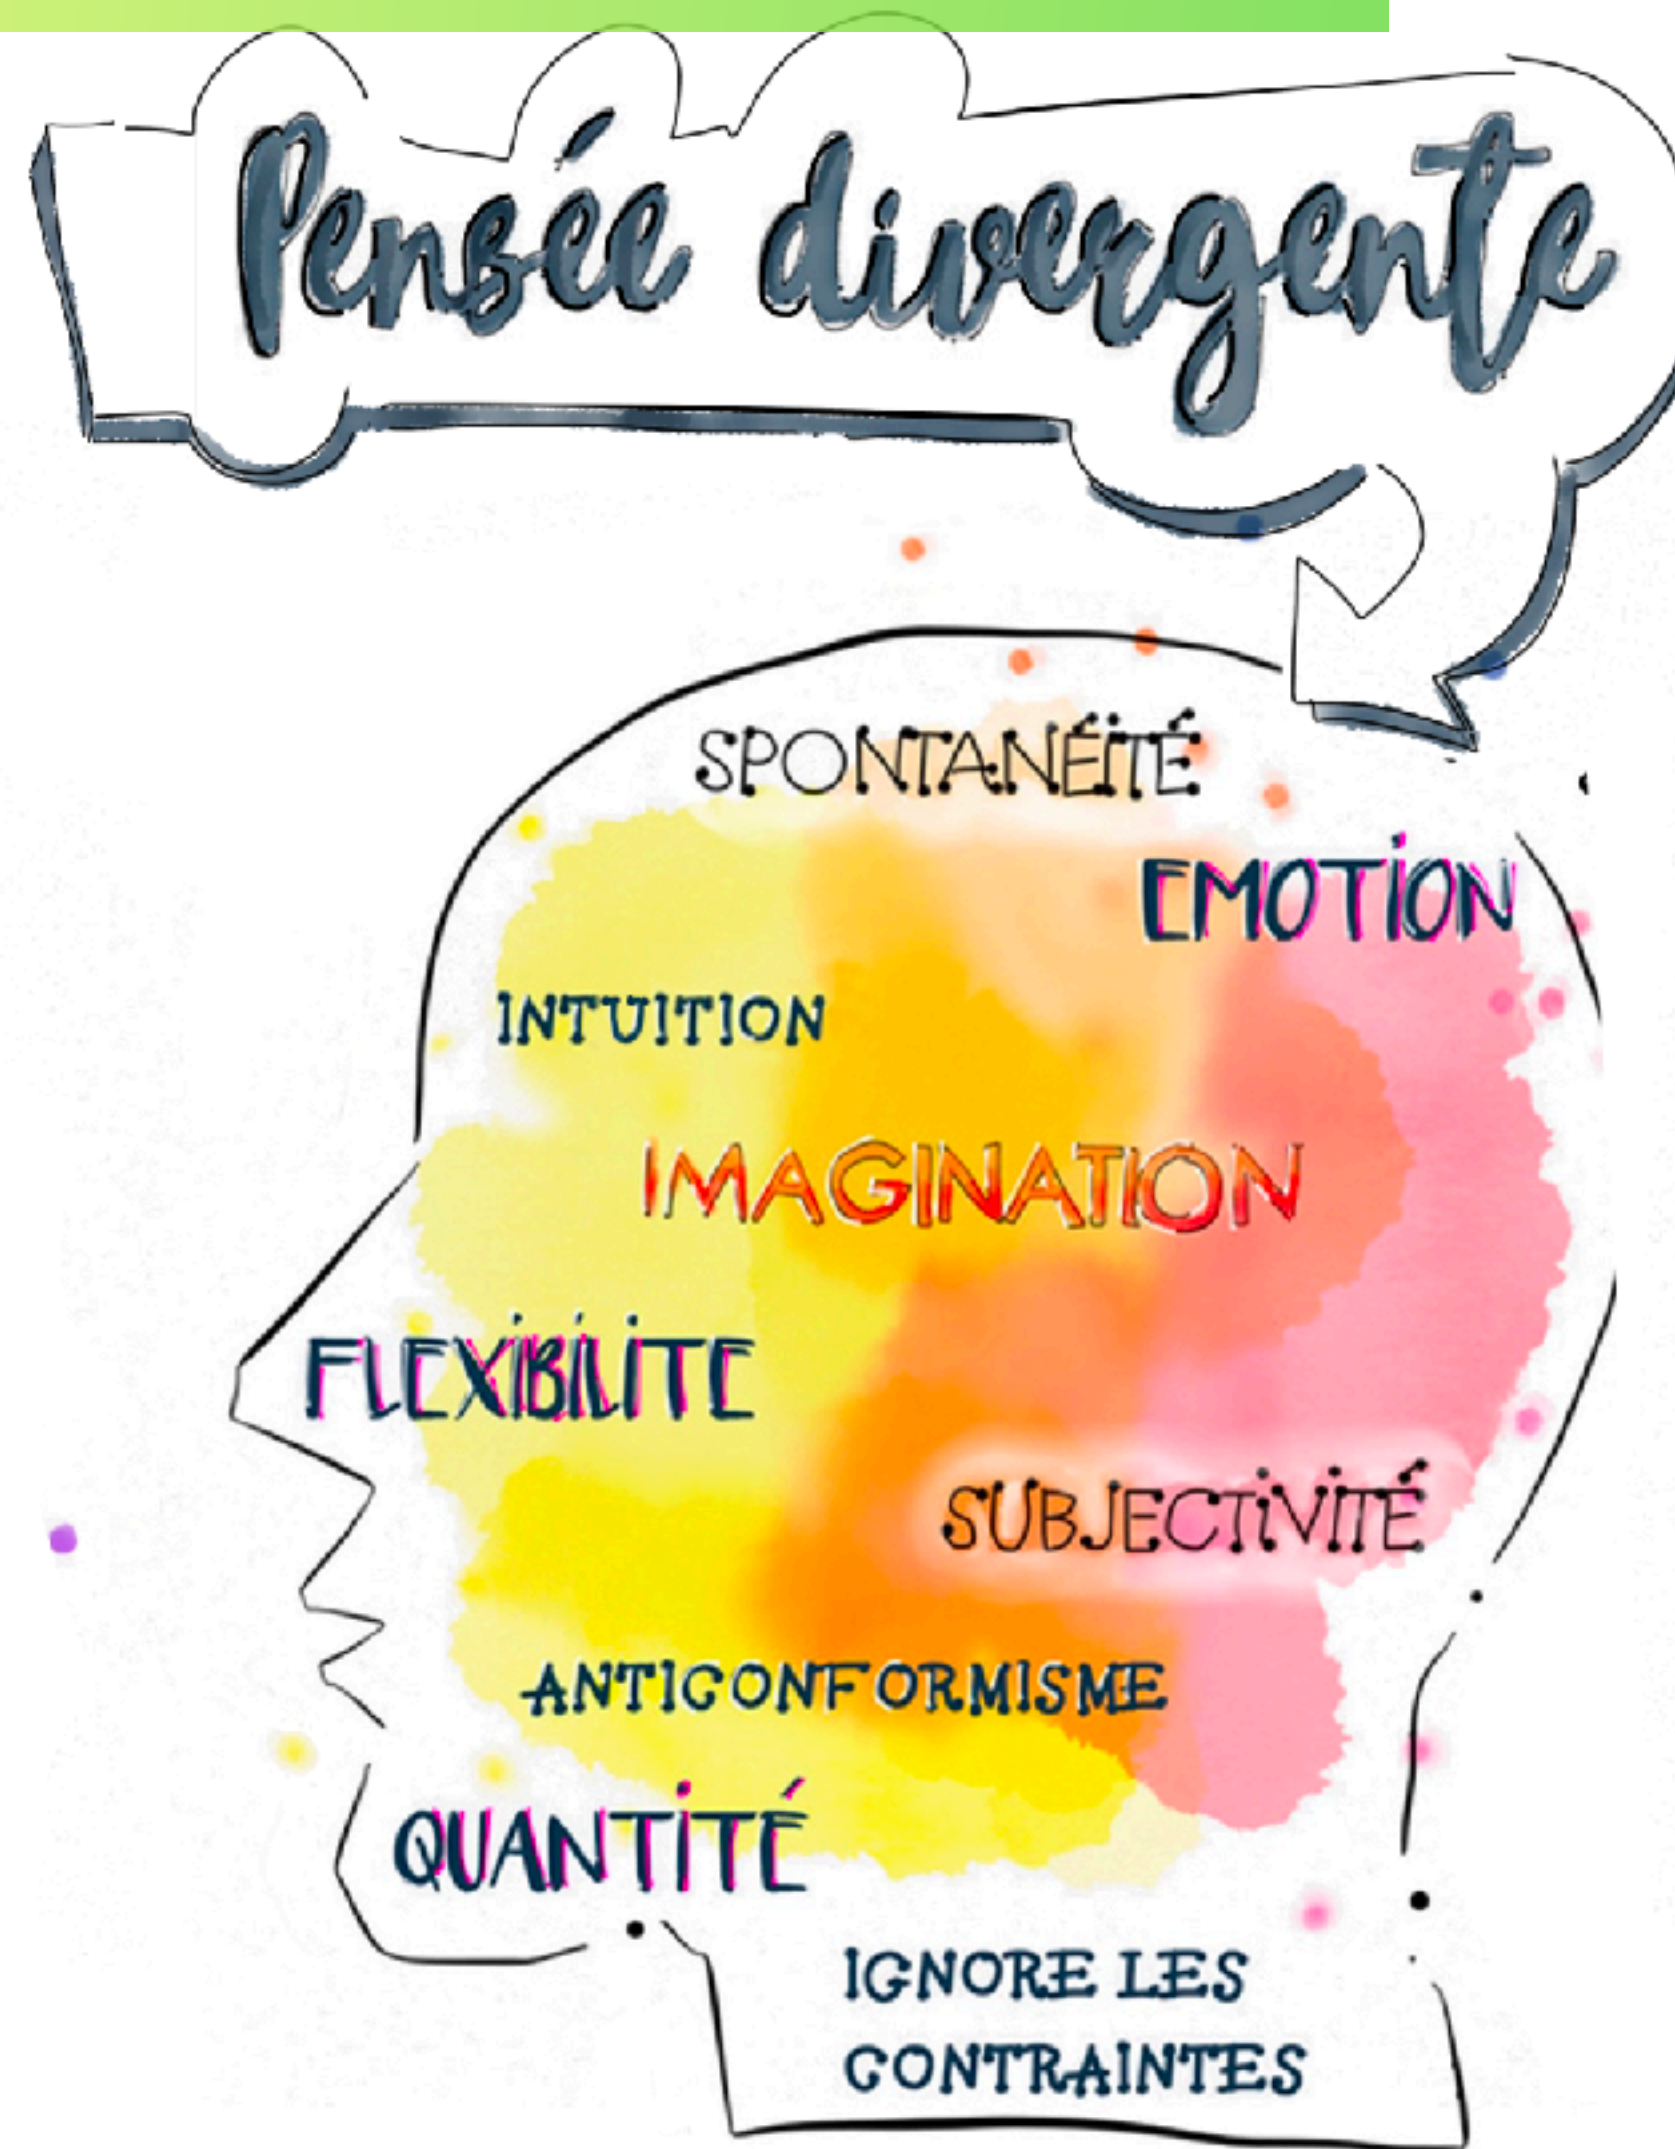 Pensée divergente
SPONTANÉITÉ
EMOTION
INTUITION
IMAGINATION
FLEXIBILITE
SUBJECTIVITÉ
ANTICONFORMISME
QUANTITÉ
IGNORE LES
CONTRAINTES